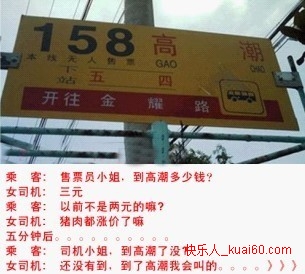 158 高 潮
GAO CHAO
本线无人售票
下站 五 四
开往金耀路
乘 客: 售票员小姐，到高潮多少钱?
女司机: 三元
乘 客: 以前不是两元的嘛?
女司机: 猪肉都涨价了嘛
五分钟后。。。。。。。。。。
乘 客: 司机小姐，到高潮了没有
快乐人_kuai60.com
女司机: 还没有到，到了高潮我会叫的。。。》》》